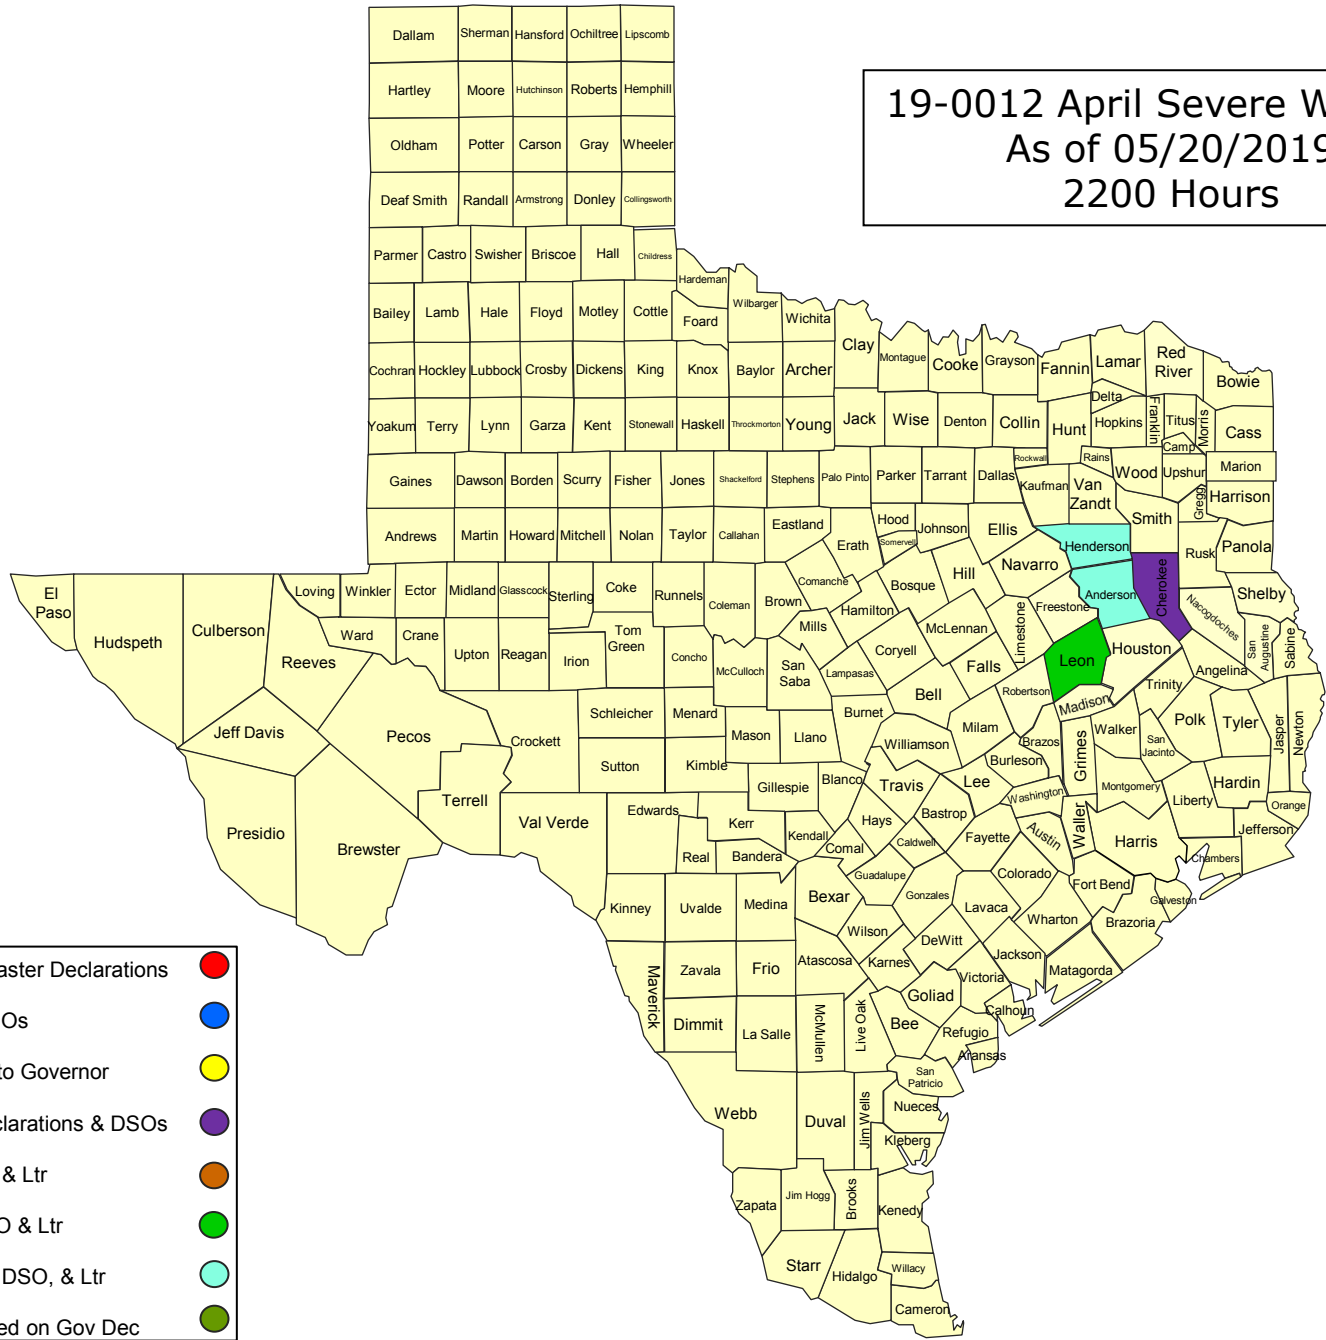 Dallam Sherman Hansford Ochiltree Lipscomb
Hartley Moore Hutchinson Roberts Hemphill
19-0012 April Severe W
As of 05/20/2019
2200 Hours
Oldham Potter Carson Gray Wheeler
Deaf Smith Randall Armstrong Donley Collingsworth
Parmer Castro Swisher Briscoe Hall Childress
Hardeman
Bailey Lamb Hale Floyd Motley Cottle Foard Wilbarger Wichita
Clay Montague Cooke Grayson Fannin Lamar Red River Bowie
Cochran Hockley Lubbock Crosby Dickens King Knox Baylor Archer
Delta
Yoakum Terry Lynn Garza Kent Stonewall Haskell Throckmorton Young Jack Wise Denton Collin Hunt Hopkins Franklin Titus Morris Cass
Camp
Rockwall Rains
Gaines Dawson Borden Scurry Fisher Jones Shackelford Stephens Palo Pinto Parker Tarrant Dallas Kaufman Van Zandt Wood Upshur Marion
Gregg Harrison
Andrews Martin Howard Mitchell Nolan Taylor Callahan Eastland Erath Hood Somervell Johnson Ellis Henderson Smith Rusk Panola
El Paso Hudspeth Culberson Reeves Loving Winkler Ector Midland Glasscock Sterling Coke Runnels Coleman Brown Comanche Hamilton Bosque Hill Navarro Freestone Anderson Cherokee Nacogdoches Shelby
Ward Crane Upton Reagan Irion Tom Green Concho McCulloch San Saba Mills Lampasas Coryell McLennan Limestone Falls Leon Houston Angelina San Augustine Sabine
Jeff Davis Pecos Crockett Schleicher Menard Mason Llano Burnet Bell Milam Robertson Madison Trinity Walker Polk Tyler Jasper Newton
Sutton Kimble Gillespie Blanco Williamson Burleson Brazos Grimes San Jacinto
Presidio Brewster Terrell Val Verde Edwards Kerr Kendall Travis Hays Lee Bastrop Washington Montgomery Liberty Hardin Orange
Real Bandera Comal Caldwell Fayette Austin Waller Harris Chambers Jefferson
Kinney Uvalde Medina Bexar Guadalupe Gonzales Lavaca Colorado Wharton Fort Bend Brazoria Galveston
Maverick Zavala Frio Atascosa Wilson Karnes DeWitt Victoria Jackson Matagorda
Dimmit La Salle McMullen Live Oak Bee Goliad Refugio Calhoun Aransas
San Patricio
Webb Duval Jim Wells Nueces Kleberg
Zapata Jim Hogg Brooks Kenedy
Starr Hidalgo Willacy
Cameron
aster Declarations
Os
to Governor
clarations & DSOs
& Ltr
O & Ltr
DSO, & Ltr
ed on Gov Dec